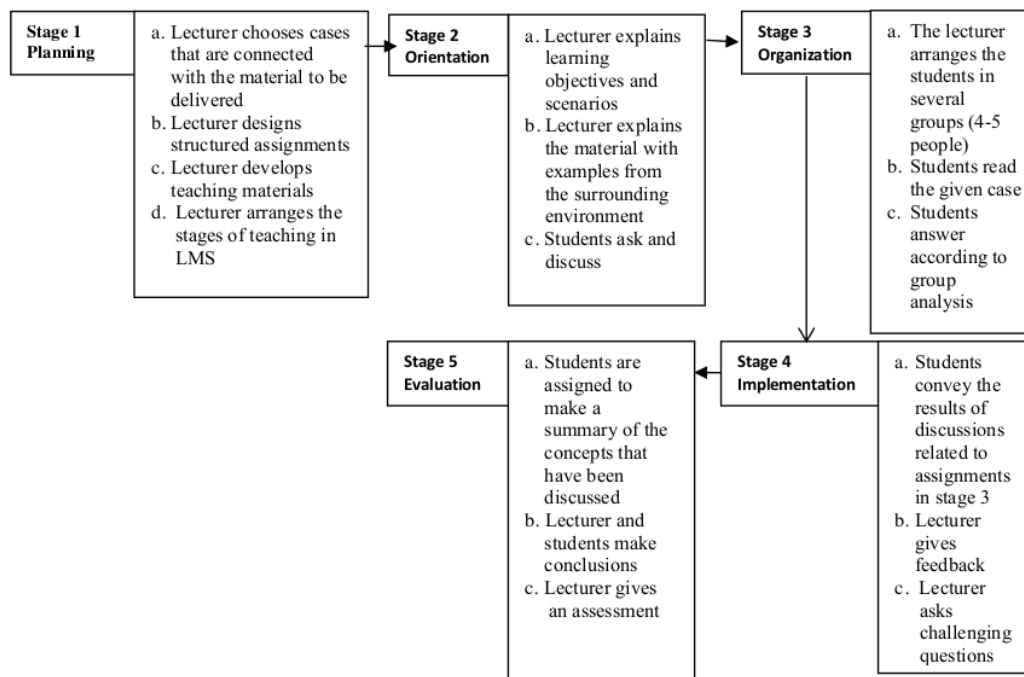 Stage 1
Planning
a. Lecturer chooses cases
that are connected
with the material to be
delivered
b. Lecturer designs
structured assignments
c. Lecturer develops
teaching materials
d. Lecturer arranges the
stages of teaching in
LMS
Stage 2
Orientation
a. Lecturer explains
learning
objectives and
scenarios
b. Lecturer explains
the material with
examples from
the surrounding
environment
c. Students ask and
discuss
Stage 3
Organization
a. The lecturer
arranges the
students in
several
groups (4-5
people)
b. Students read
the given case
c. Students
answer
according to
group
analysis
Stage 4
Implementation
a. Students
convey the
results of
discussions
related to
assignments
in stage 3
b. Lecturer
gives
feedback
c. Lecturer
asks
challenging
questions
Stage 5
Evaluation
a. Students are
assigned to
make a
summary of the
concepts that
have been
discussed
b. Lecturer and
students make
conclusions
c. Lecturer gives
an assessment